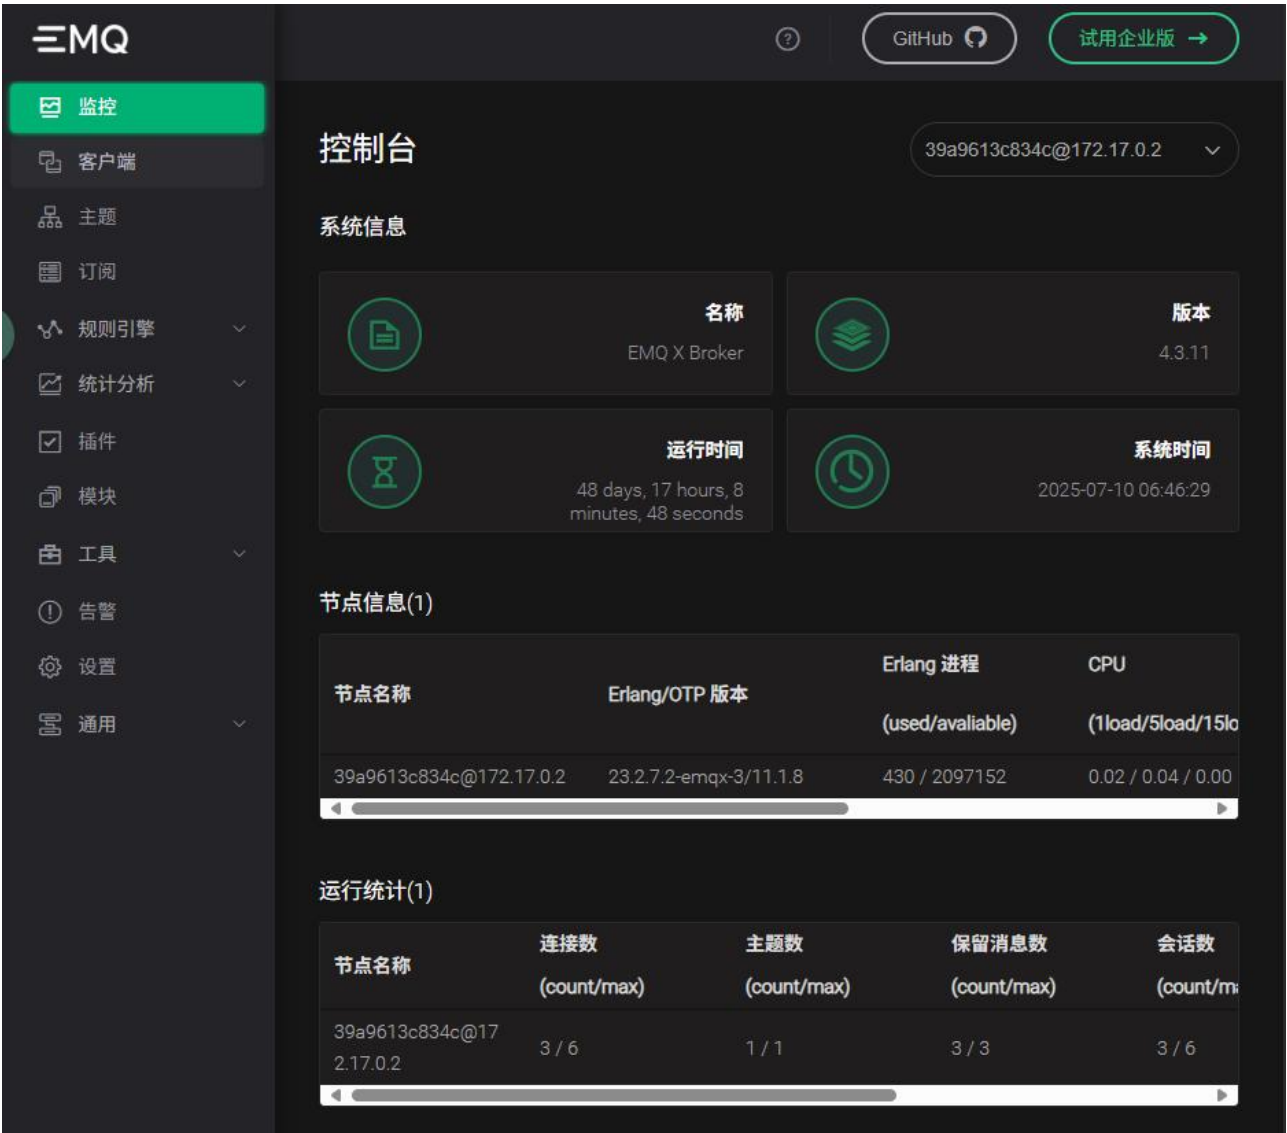 EMQ
GitHub
试用企业版
监控
客户端
主题
订阅
规则引擎
统计分析
插件
模块
工具
告警
设置
通用
控制台
39a9613c834c@172.17.0.2
系统信息
名称
EMQ X Broker
版本
4.3.11
运行时间
48 days, 17 hours, 8
minutes, 48 seconds
系统时间
2025-07-10 06:46:29
节点信息(1)
节点名称
Erlang/OTP 版本
Erlang 进程
(used/avaliable)
CPU
(1load/5load/15lo
39a9613c834c@172.17.0.2
23.2.7.2-emqx-3/11.1.8
430 / 2097152
0.02 / 0.04 / 0.00
运行统计(1)
节点名称
连接数
(count/max)
主题数
(count/max)
保留消息数
(count/max)
会话数
(count/m
39a9613c834c@17
2.17.0.2
3 / 6
1 / 1
3 / 3
3 / 6